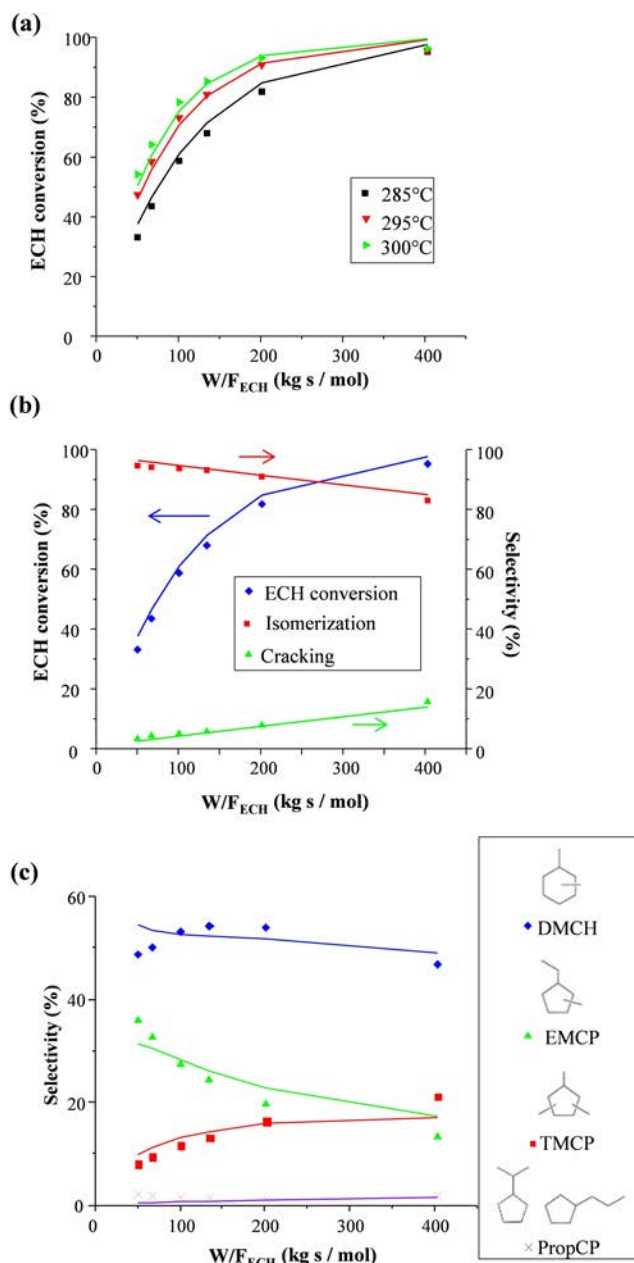 (a)
100
80
60
40
20
0
ECH conversion (%)
285°C
295°C
300°C
0 100 200 300 400
W/F_ECH (kg s / mol)
(b)
100 100
80 80
60 60
40 40
20 20
0 0
ECH conversion (%)
Selectivity (%)
ECH conversion
Isomerization
Cracking
0 100 200 300 400
W/F_ECH (kg s / mol)
(c)
60
40
20
0
Selectivity (%)
0 100 200 300 400
W/F_ECH (kg s / mol)
DMCH
EMCP
TMCP
PropCP